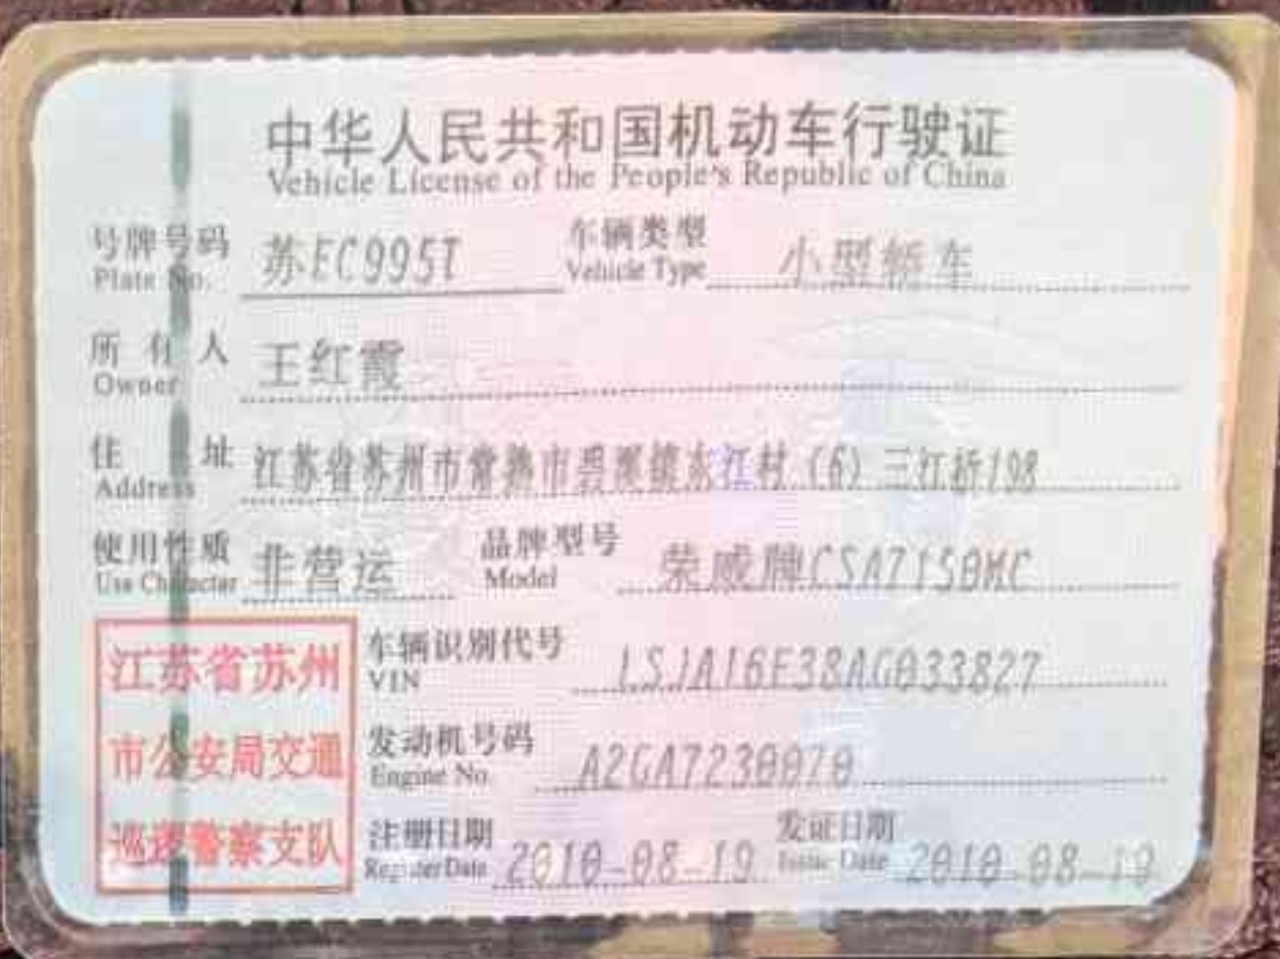 中华人民共和国机动车行驶证
Vehicle License of the People's Republic of China
号牌号码 苏EC995T 车辆类型 小型轿车
Plate No. Vehicle Type
所有人 王红霞
Owner
住址 江苏省苏州市常熟市碧溪镇东江村(6)三江桥198
Address
使用性质 非营运 品牌型号 荣威牌CSA7150MC
Use Character Model
江苏省苏州
市公安局交通
巡逻警察支队
车辆识别代号 LSJA16E38AG033827
VIN
发动机号码 A2GA7230070
Engine No.
注册日期 2010-08-19 发证日期 2010-08-19
Register Date Issue Date